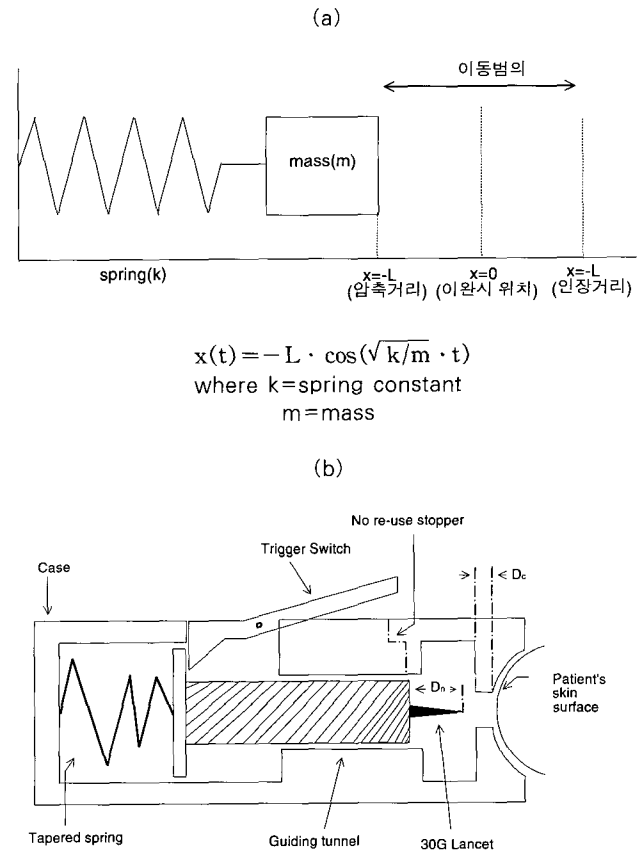 (a)
이동범의
mass(m)
spring(k)
x=-L
(압축거리)
x=0
(이완시 위치)
x=-L
(인장거리)
x(t)=-L · cos(√k/m · t)
where k=spring constant
m=mass
(b)
No re-use stopper
Trigger Switch
Case
Dc
Dn
Patient's
skin
surface
Tapered spring
Guiding tunnel
30G Lancet